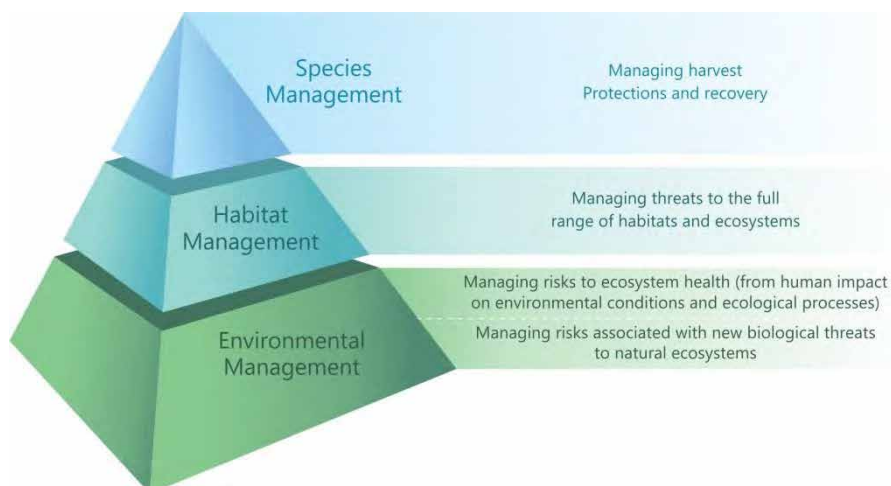 Species
Management
Managing harvest
Protections and recovery
Habitat
Management
Managing threats to the full
range of habitats and ecosystems
Environmental
Management
Managing risks to ecosystem health (from human impact
on environmental conditions and ecological processes)
Managing risks associated with new biological threats
to natural ecosystems